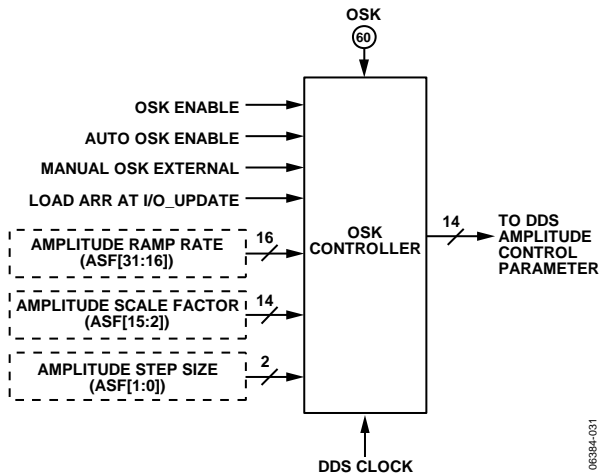 OSK
60
OSK ENABLE
AUTO OSK ENABLE
MANUAL OSK EXTERNAL
LOAD ARR AT I/O_UPDATE
AMPLITUDE RAMP RATE
(ASF[31:16])
16
AMPLITUDE SCALE FACTOR
(ASF[15:2])
14
AMPLITUDE STEP SIZE
(ASF[1:0])
2
OSK
CONTROLLER
14
TO DDS
AMPLITUDE
CONTROL
PARAMETER
DDS CLOCK
06384-031